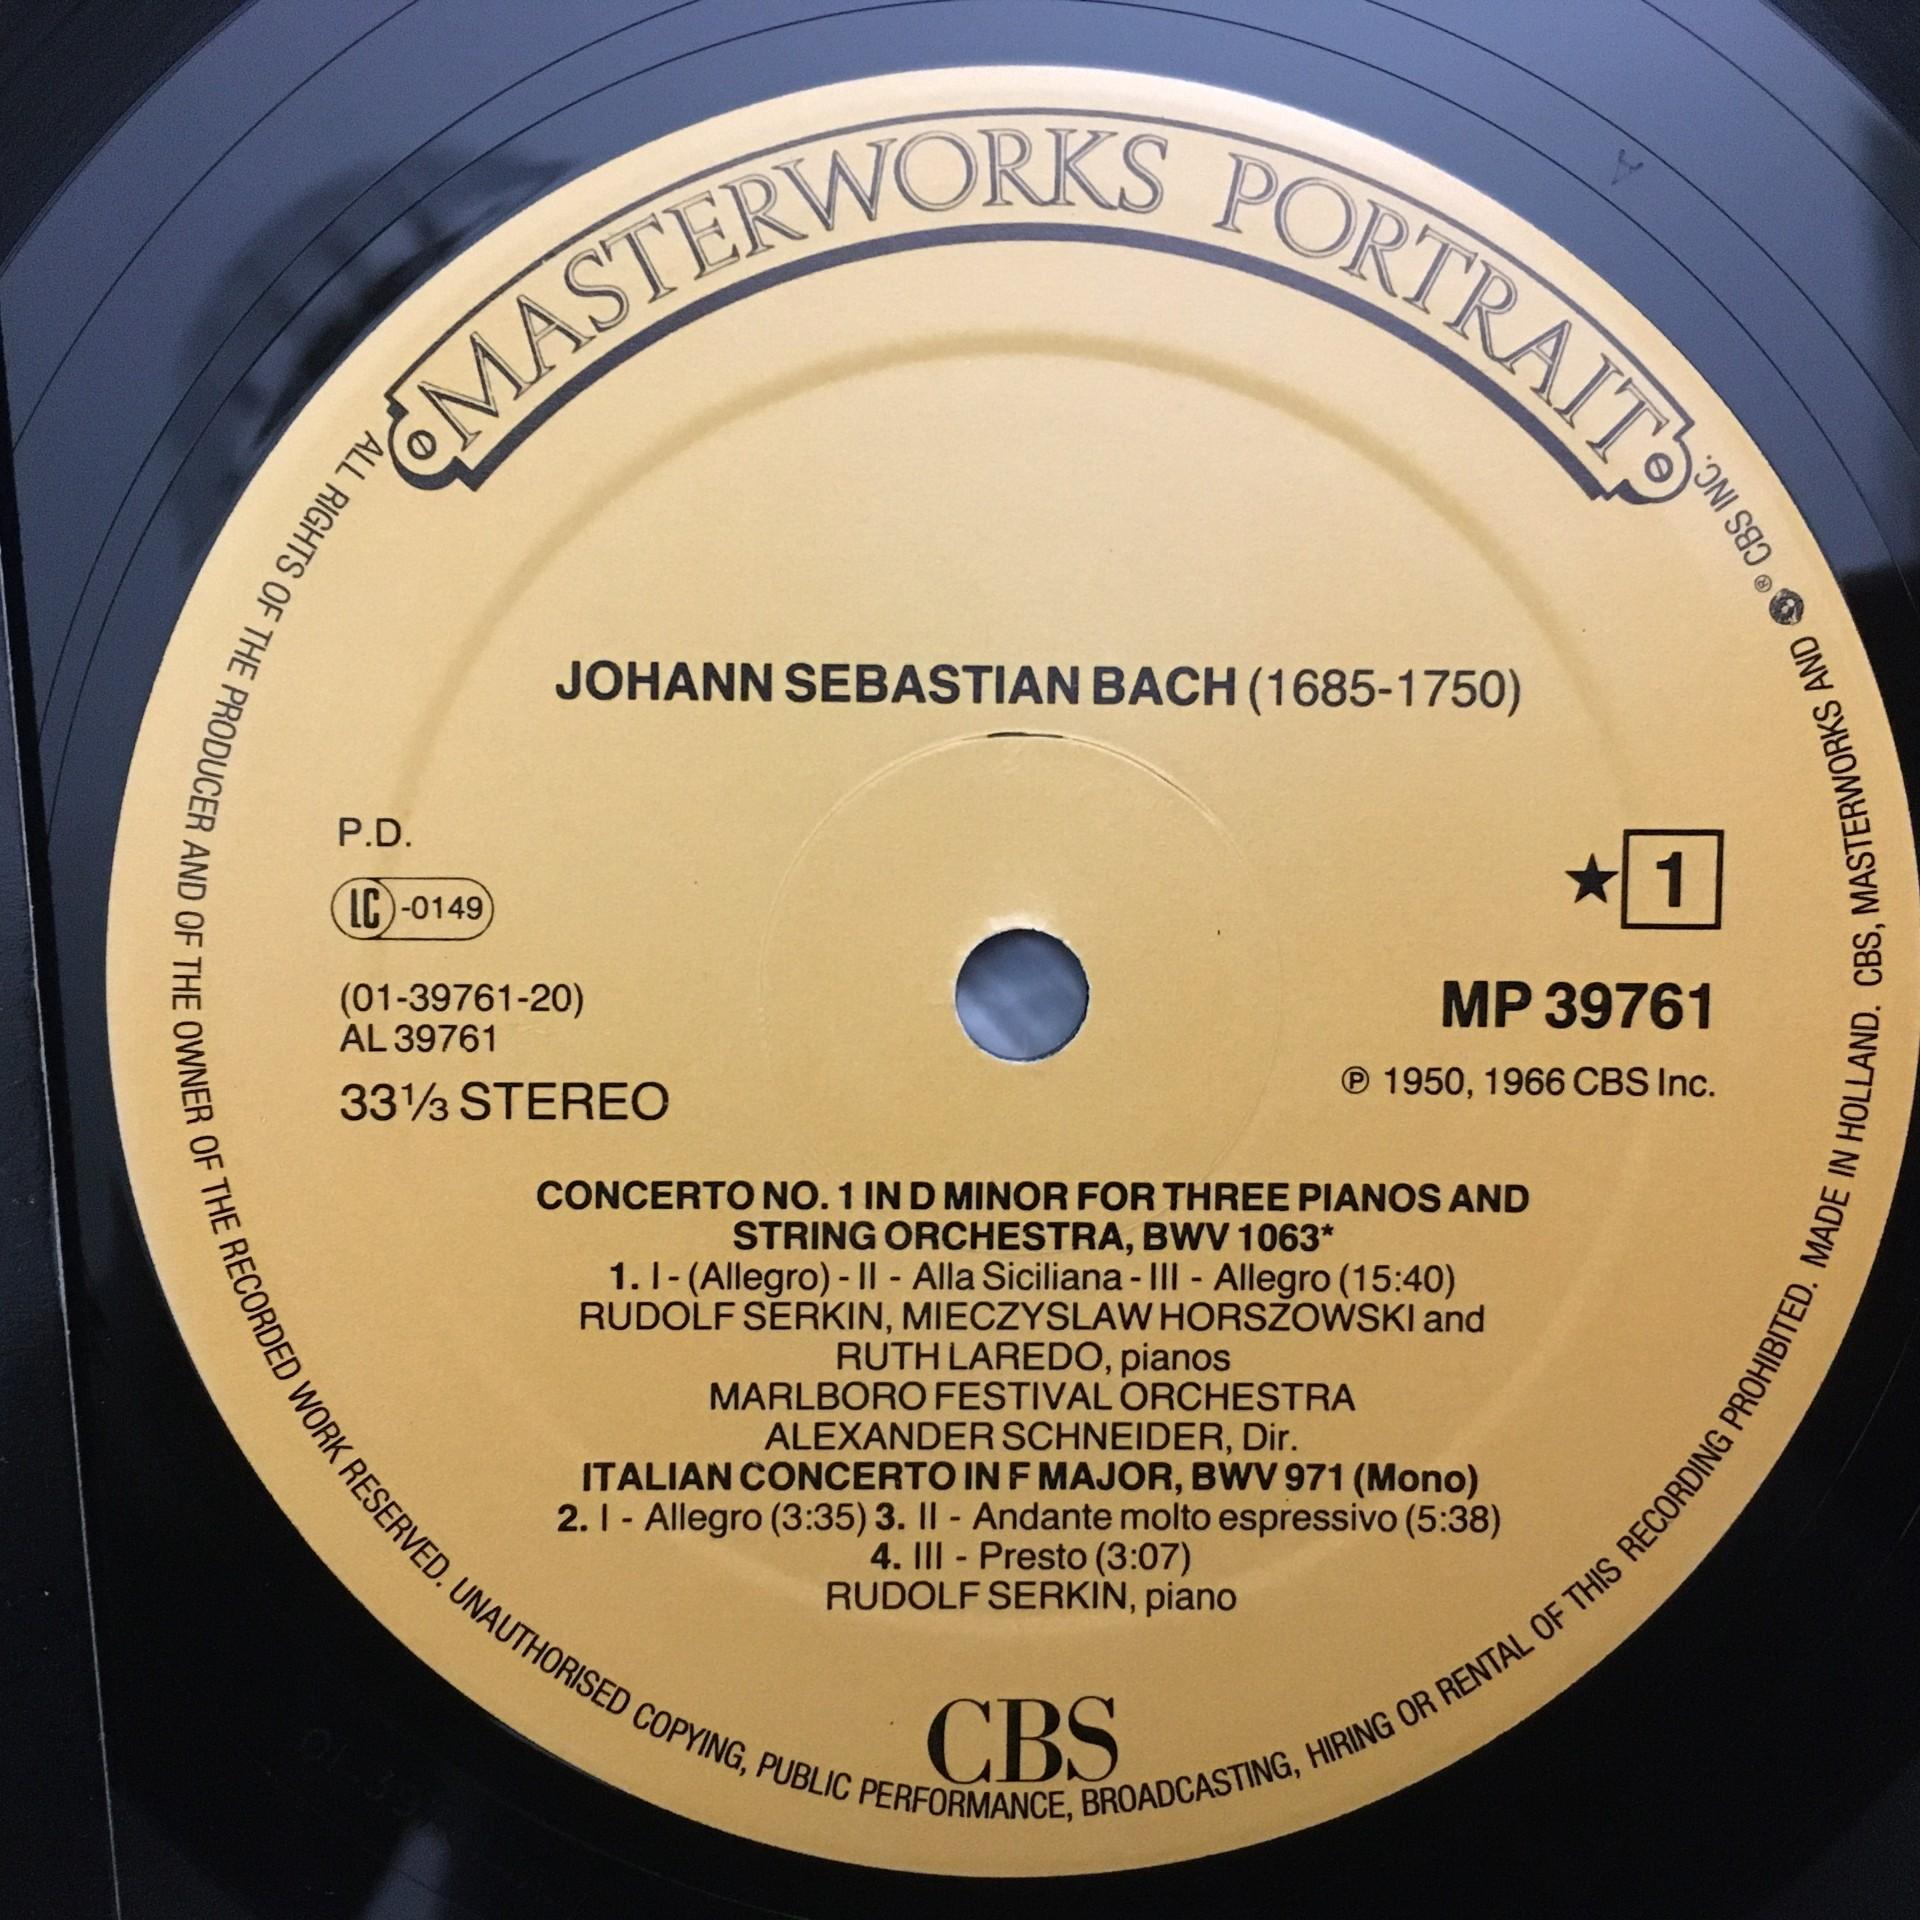 MASTERWORKS PORTRAIT
JOHANN SEBASTIAN BACH (1685-1750)
P.D.
LC -0149
★ 1
(01-39761-20)
AL 39761
MP 39761
33⅓ STEREO
℗ 1950, 1966 CBS Inc.
CONCERTO NO. 1 IN D MINOR FOR THREE PIANOS AND
STRING ORCHESTRA, BWV 1063*
1. I - (Allegro) - II - Alla Siciliana - III - Allegro (15:40)
RUDOLF SERKIN, MIECZYSLAW HORSZOWSKI and
RUTH LAREDO, pianos
MARLBORO FESTIVAL ORCHESTRA
ALEXANDER SCHNEIDER, Dir.
ITALIAN CONCERTO IN F MAJOR, BWV 971 (Mono)
2. I - Allegro (3:35) 3. II - Andante molto espressivo (5:38)
4. III - Presto (3:07)
RUDOLF SERKIN, piano
CBS
ALL RIGHTS OF THE PRODUCER AND OF THE OWNER OF THE RECORDED WORK RESERVED. UNAUTHORISED COPYING, PUBLIC PERFORMANCE, BROADCASTING, HIRING OR RENTAL OF THIS RECORDING PROHIBITED. MADE IN HOLLAND. CBS, MASTERWORKS AND ® CBS INC.
A